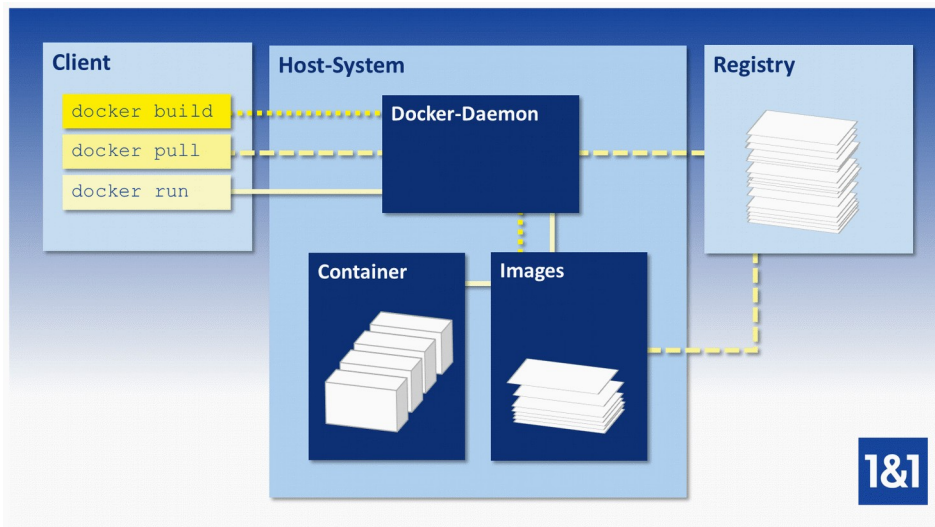 Client
docker build
docker pull
docker run
Host-System
Docker-Daemon
Container
Images
Registry
1&1